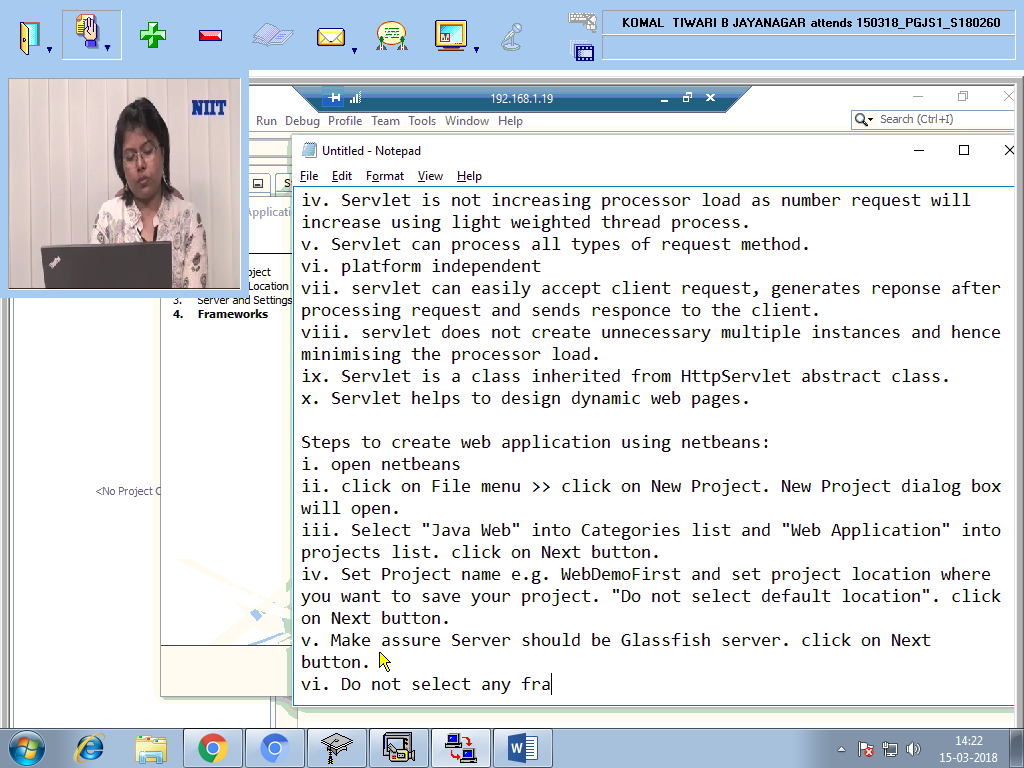 KOMAL TIWARI B JAYANAGAR attends 150318_PGJS1_S180260
NIIT
192.168.1.19
Run Debug Profile Team Tools Window Help
Search (Ctrl+I)
Untitled - Notepad
File Edit Format View Help
iv. Servlet is not increasing processor load as number request will
increase using light weighted thread process.
v. Servlet can process all types of request method.
vi. platform independent
vii. servlet can easily accept client request, generates reponse after
processing request and sends responce to the client.
viii. servlet does not create unnecessary multiple instances and hence
minimising the processor load.
ix. Servlet is a class inherited from HttpServlet abstract class.
x. Servlet helps to design dynamic web pages.
Steps to create web application using netbeans:
i. open netbeans
ii. click on File menu >> click on New Project. New Project dialog box
will open.
iii. Select "Java Web" into Categories list and "Web Application" into
projects list. click on Next button.
iv. Set Project name e.g. WebDemoFirst and set project location where
you want to save your project. "Do not select default location". click
on Next button.
v. Make assure Server should be Glassfish server. click on Next
button.
vi. Do not select any fra
Applicati
oject
Location
3. Server and Settings
4. Frameworks
<No Project C
14:22
15-03-2018